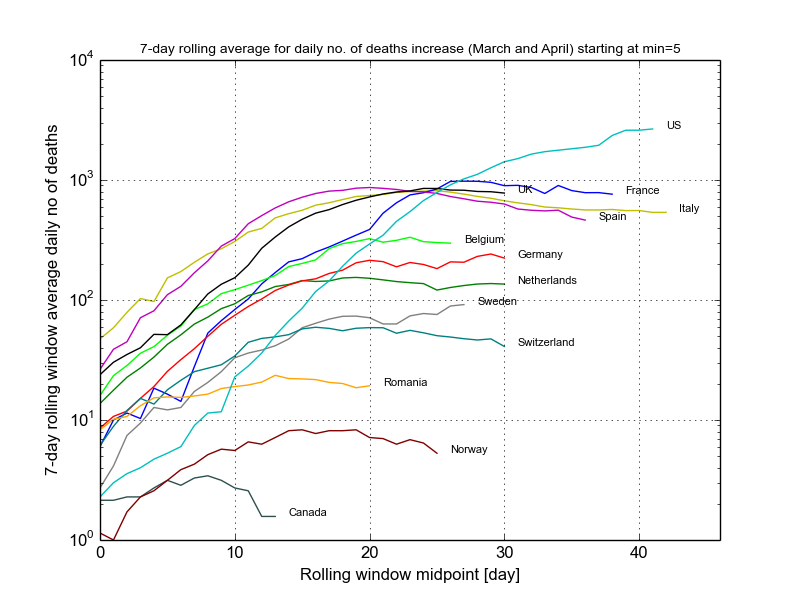 7-day rolling average for daily no. of deaths increase (March and April) starting at min=5
10^4
10^3
10^2
10^1
10^0
7-day rolling window average daily no of deaths
US
UK
France
Italy
Spain
Belgium
Germany
Netherlands
Sweden
Switzerland
Romania
Norway
Canada
0 10 20 30 40
Rolling window midpoint [day]